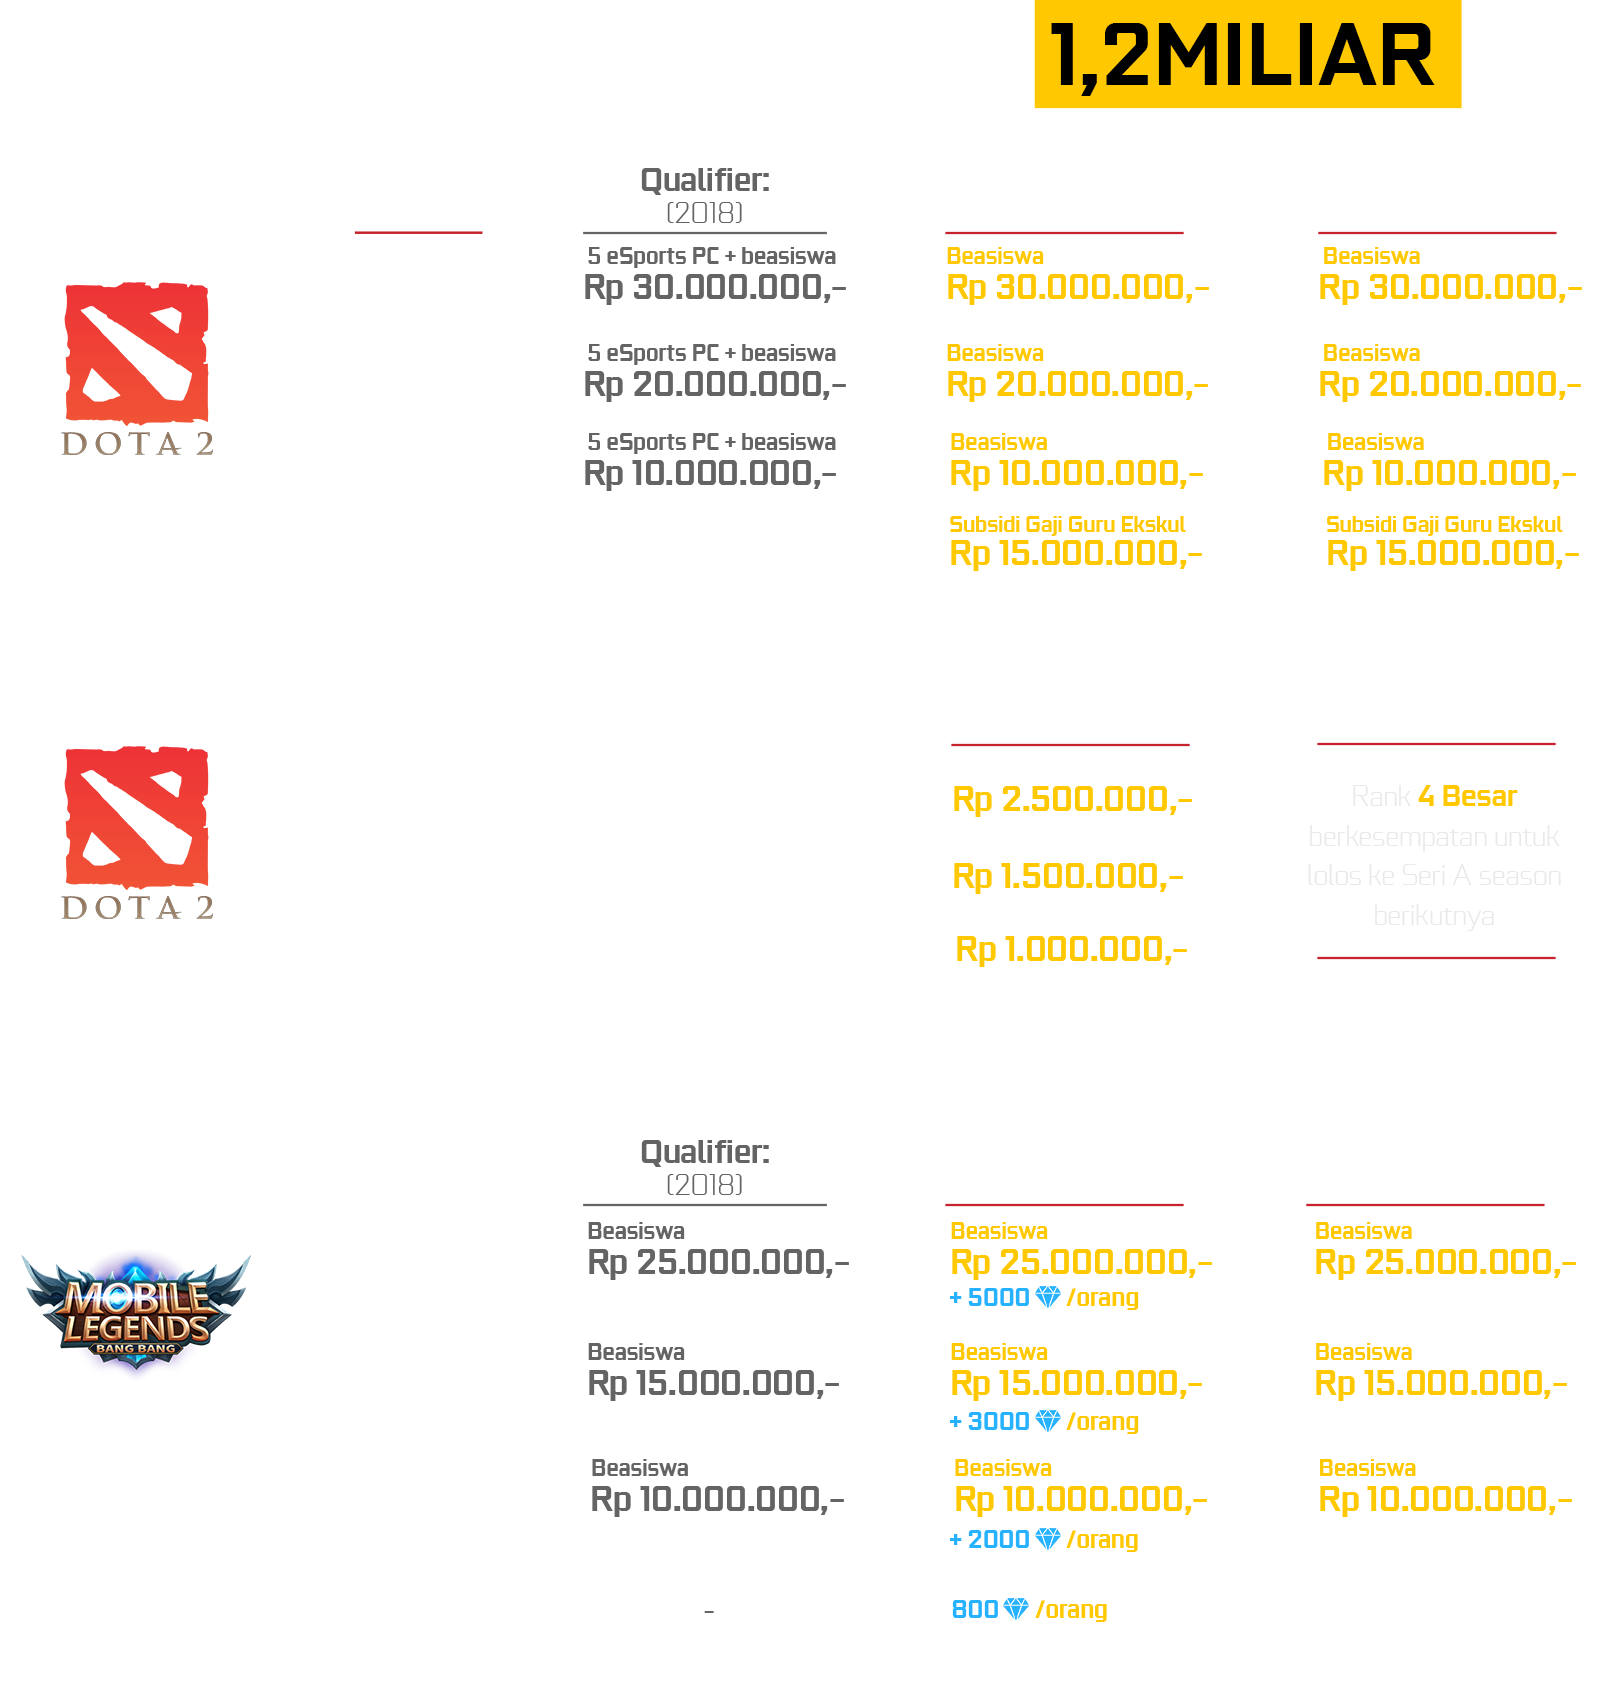 1,2MILIAR
Qualifier:
(2018)
5 eSports PC + beasiswa
Rp 30.000.000,-
Beasiswa
Rp 30.000.000,-
Beasiswa
Rp 30.000.000,-
5 eSports PC + beasiswa
Rp 20.000.000,-
Beasiswa
Rp 20.000.000,-
Beasiswa
Rp 20.000.000,-
5 eSports PC + beasiswa
Rp 10.000.000,-
Beasiswa
Rp 10.000.000,-
Beasiswa
Rp 10.000.000,-
Subsidi Gaji Guru Ekskul
Rp 15.000.000,-
Subsidi Gaji Guru Ekskul
Rp 15.000.000,-
DOTA 2
Rp 2.500.000,-
Rp 1.500.000,-
Rp 1.000.000,-
Rank 4 Besar
berkesempatan untuk
lolos ke Seri A season
berikutnya
DOTA 2
Qualifier:
(2018)
Beasiswa
Rp 25.000.000,-
Beasiswa
Rp 25.000.000,-
+ 5000 /orang
Beasiswa
Rp 25.000.000,-
MOBILE
LEGENDS
BANG BANG
Beasiswa
Rp 15.000.000,-
Beasiswa
Rp 15.000.000,-
+ 3000 /orang
Beasiswa
Rp 15.000.000,-
Beasiswa
Rp 10.000.000,-
Beasiswa
Rp 10.000.000,-
+ 2000 /orang
Beasiswa
Rp 10.000.000,-
-
800 /orang